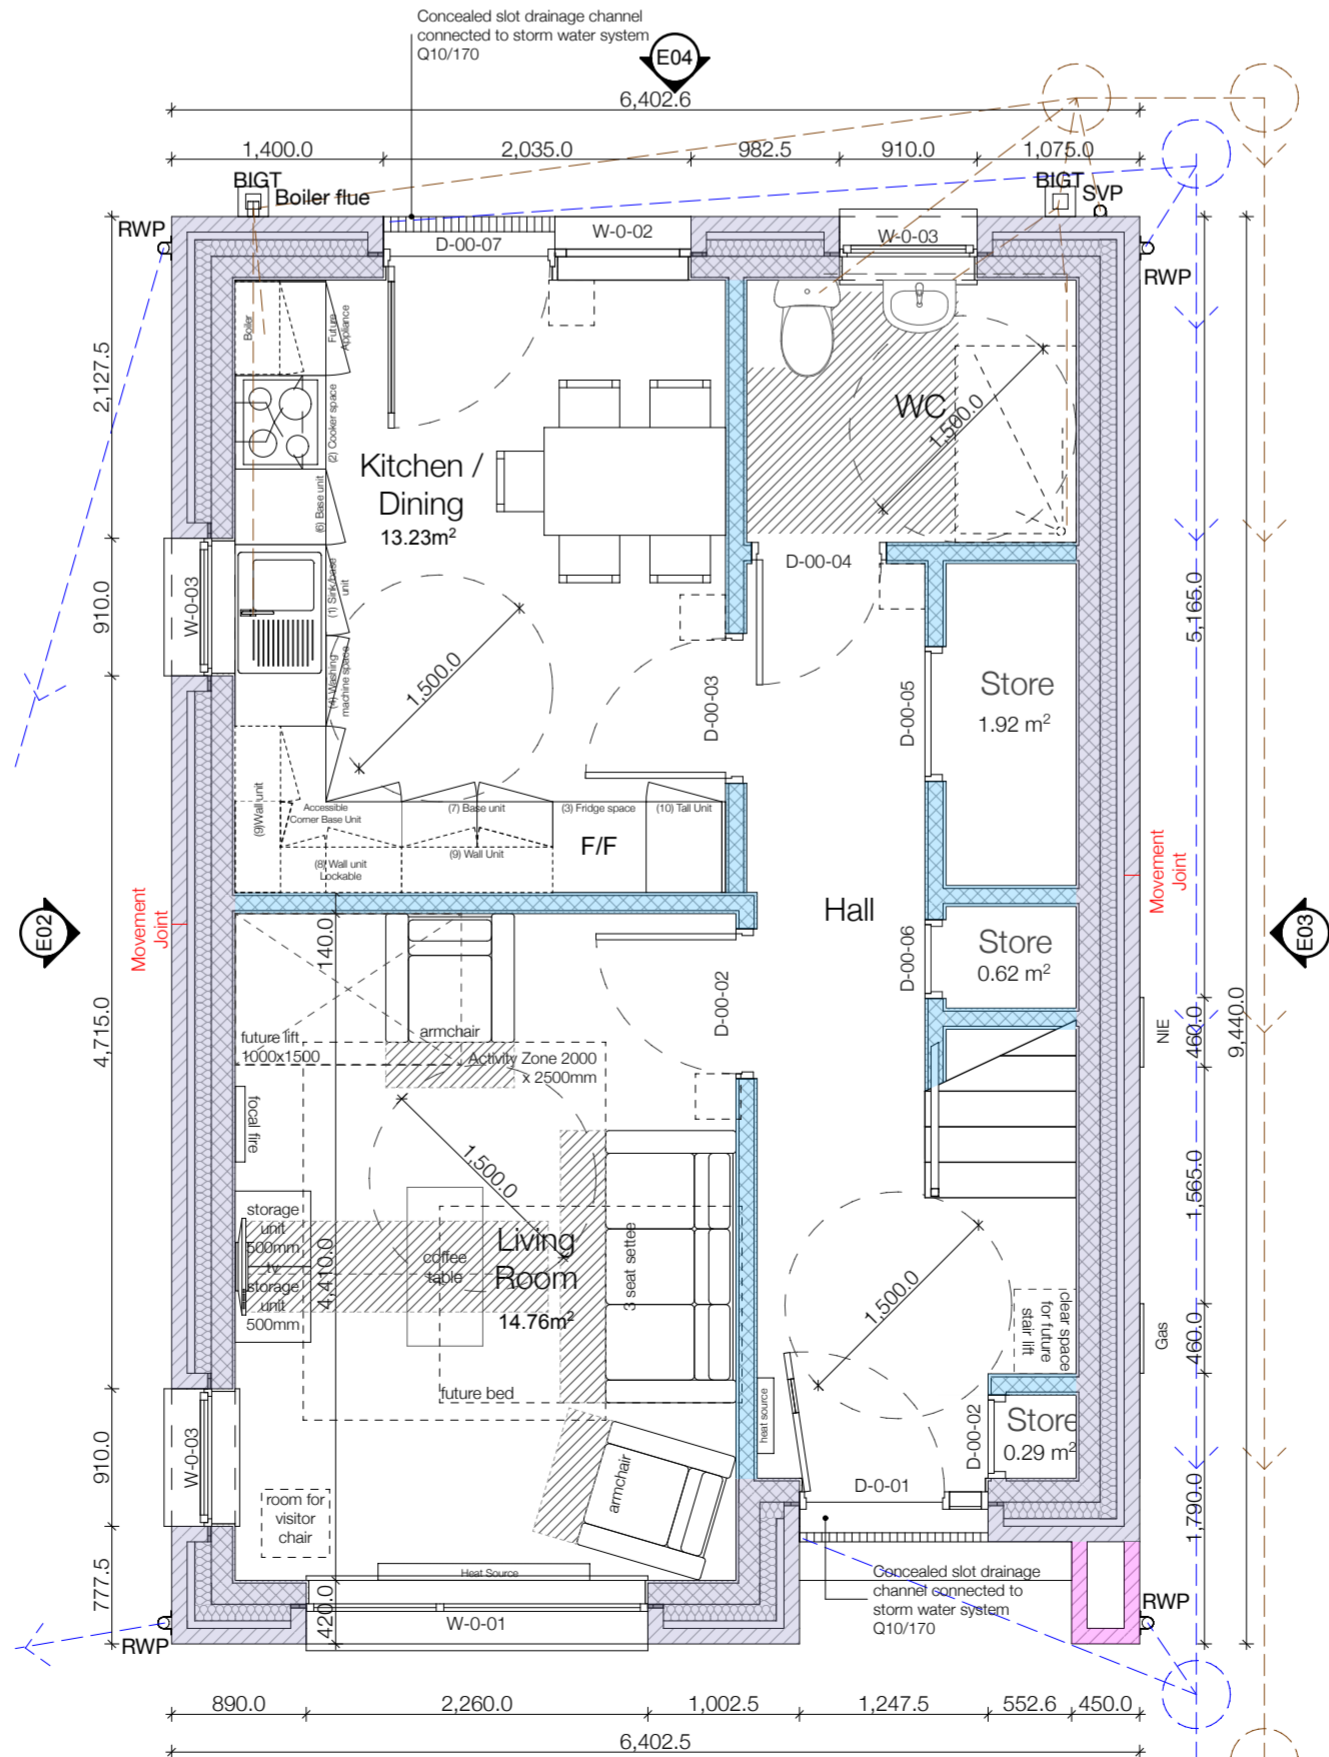 Concealed slot drainage channel
connected to storm water system
Q10/170
E04
6,402.6
1,400.0
2,035.0
982.5
910.0
1,075.0
BIGT
Boiler flue
BIGT
SVP
RWP
RWP
D-00-07
W-0-02
W-0-03
Boiler
Future
Appliance
(2) Cooker space
(6) Base unit
(1) Sink base
unit
(4) Washing
machine space
Kitchen /
Dining
13.23m²
WC
1,500.0
2,127.5
910.0
W-0-03
1,500.0
D-00-04
D-00-03
D-00-05
Store
1.92 m²
5,165.0
(9)Wall unit
Accessible
Corner Base Unit
(8) Wall unit
Lockable
(7) Base unit
(9) Wall Unit
(3) Fridge space
F/F
(10) Tall Unit
Movement
Joint
Movement
Joint
E02
E03
Hall
D-00-06
Store
0.62 m²
140.0
4,715.0
future lift
1000x1500
armchair
Activity Zone 2000
x 2500mm
D-00-02
NIE
460.0
9,440.0
focal fire
1,500.0
storage
unit
500mm
tv
storage
unit
500mm
4,410.0
coffee
table
Living
Room
14.76m²
3 seat settee
future bed
1,565.0
1,500.0
clear space
for future
stair lift
Gas
460.0
heat source
D-00-02
Store
0.29 m²
910.0
W-0-03
armchair
room for
visitor
chair
D-0-01
1,790.0
777.5
Heat Source
420.0
W-0-01
Concealed slot drainage
channel connected to
storm water system
Q10/170
RWP
RWP
890.0
2,260.0
1,002.5
1,247.5
552.6
450.0
6,402.5